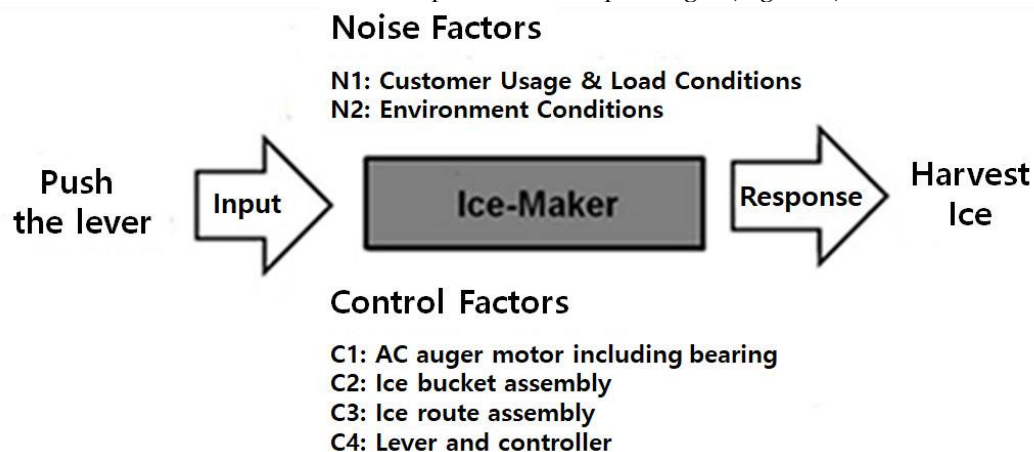 Noise Factors
N1: Customer Usage & Load Conditions
N2: Environment Conditions
Push
the lever
Input
Ice-Maker
Response
Harvest
Ice
Control Factors
C1: AC auger motor including bearing
C2: Ice bucket assembly
C3: Ice route assembly
C4: Lever and controller